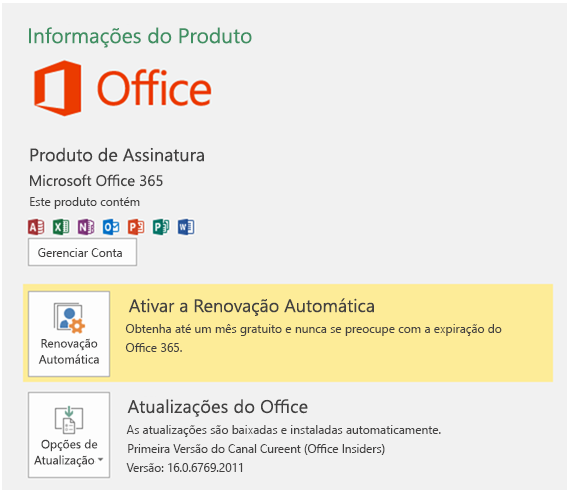 Informações do Produto
Office
Produto de Assinatura
Microsoft Office 365
Este produto contém
Gerenciar Conta
Renovação
Automática
Ativar a Renovação Automática
Obtenha até um mês gratuito e nunca se preocupe com a expiração do
Office 365.
Opções de
Atualização
Atualizações do Office
As atualizações são baixadas e instaladas automaticamente.
Primeira Versão do Canal Cureent (Office Insiders)
Versão: 16.0.6769.2011